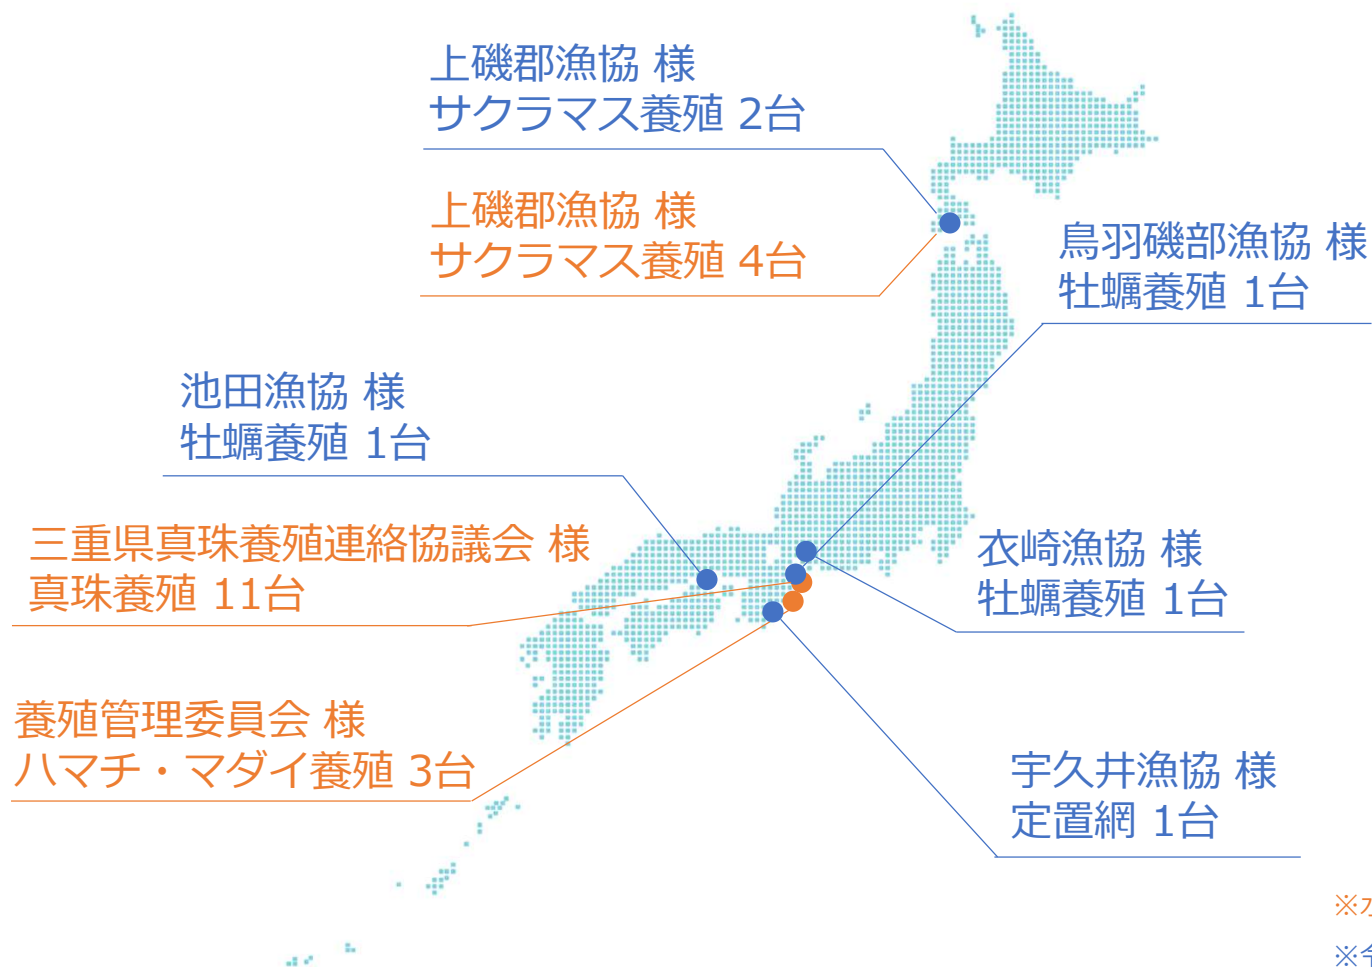 上磯郡漁協 様
サクラマス養殖 2台
上磯郡漁協 様
サクラマス養殖 4台
鳥羽磯部漁協 様
牡蠣養殖 1台
池田漁協 様
牡蠣養殖 1台
三重県真珠養殖連絡協議会 様
真珠養殖 11台
衣崎漁協 様
牡蠣養殖 1台
養殖管理委員会 様
ハマチ・マダイ養殖 3台
宇久井漁協 様
定置網 1台
※
※